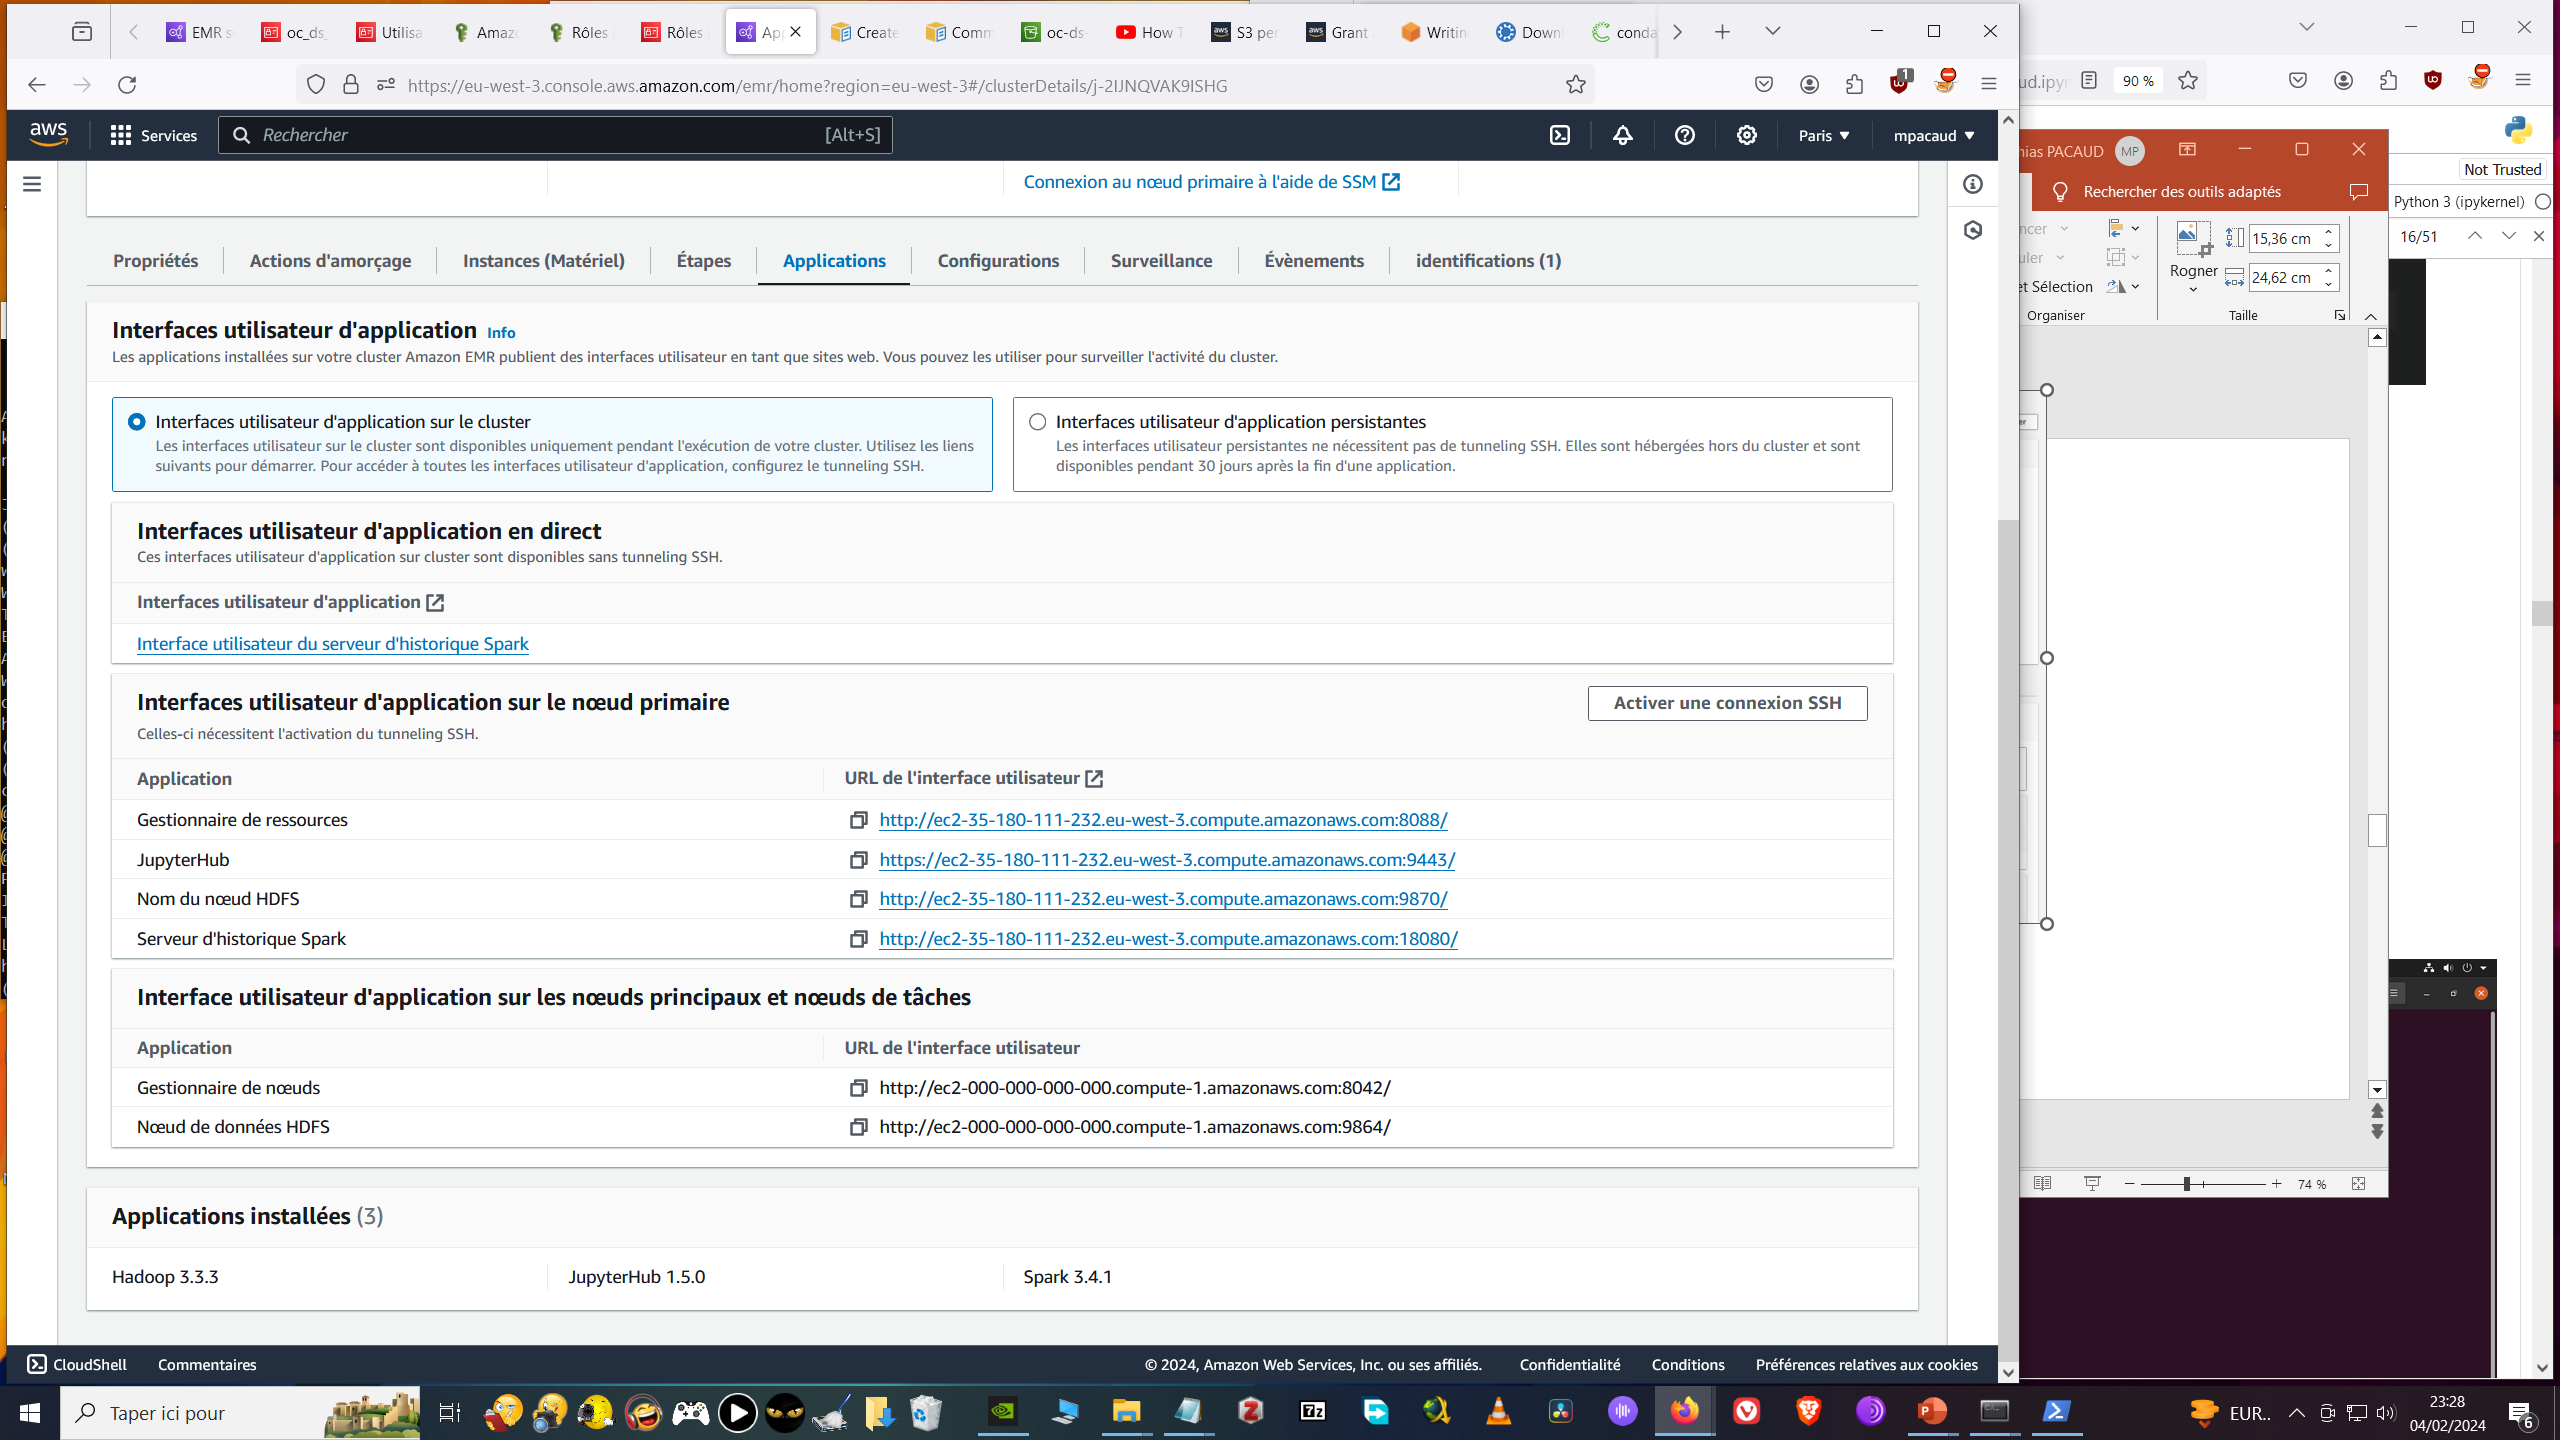 EMR s
oc_ds_
Utilisa
Amaz
Rôles
Rôles
App
Create
Comm
oc-ds-
How T
S3 per
Grant
Writin
Down
conda
https://eu-west-3.console.aws.amazon.com/emr/home?region=eu-west-3#/clusterDetails/j-2IJNQVAK9ISHG
1
ud.ipyn
90 %
aws
Services
Rechercher
[Alt+S]
Paris
mpacaud
Connexion au nœud primaire à l'aide de SSM
Propriétés
Actions d'amorçage
Instances (Matériel)
Étapes
Applications
Configurations
Surveillance
Évènements
identifications (1)
Interfaces utilisateur d'application Info
Les applications installées sur votre cluster Amazon EMR publient des interfaces utilisateur en tant que sites web. Vous pouvez les utiliser pour surveiller l'activité du cluster.
Interfaces utilisateur d'application sur le cluster
Les interfaces utilisateur sur le cluster sont disponibles uniquement pendant l'exécution de votre cluster. Utilisez les liens
suivants pour démarrer. Pour accéder à toutes les interfaces utilisateur d'application, configurez le tunneling SSH.
Interfaces utilisateur d'application persistantes
Les interfaces utilisateur persistantes ne nécessitent pas de tunneling SSH. Elles sont hébergées hors du cluster et sont
disponibles pendant 30 jours après la fin d'une application.
Interfaces utilisateur d'application en direct
Ces interfaces utilisateur d'application sur cluster sont disponibles sans tunneling SSH.
Interfaces utilisateur d'application
Interface utilisateur du serveur d'historique Spark
Interfaces utilisateur d'application sur le nœud primaire
Activer une connexion SSH
Celles-ci nécessitent l'activation du tunneling SSH.
Application
URL de l'interface utilisateur
Gestionnaire de ressources
http://ec2-35-180-111-232.eu-west-3.compute.amazonaws.com:8088/
JupyterHub
https://ec2-35-180-111-232.eu-west-3.compute.amazonaws.com:9443/
Nom du nœud HDFS
http://ec2-35-180-111-232.eu-west-3.compute.amazonaws.com:9870/
Serveur d'historique Spark
http://ec2-35-180-111-232.eu-west-3.compute.amazonaws.com:18080/
Interface utilisateur d'application sur les nœuds principaux et nœuds de tâches
Application
URL de l'interface utilisateur
Gestionnaire de nœuds
http://ec2-000-000-000-000.compute-1.amazonaws.com:8042/
Nœud de données HDFS
http://ec2-000-000-000-000.compute-1.amazonaws.com:9864/
Applications installées (3)
Hadoop 3.3.3
JupyterHub 1.5.0
Spark 3.4.1
CloudShell
Commentaires
© 2024, Amazon Web Services, Inc. ou ses affiliés.
Confidentialité
Conditions
Préférences relatives aux cookies
hias PACAUD
MP
Rechercher des outils adaptés
Not Trusted
Python 3 (ipykernel)
16/51
ncer
uler
et Sélection
Organiser
Rogner
15,36 cm
24,62 cm
Taille
74 %
Taper ici pour
EUR..
23:28
04/02/2024
6